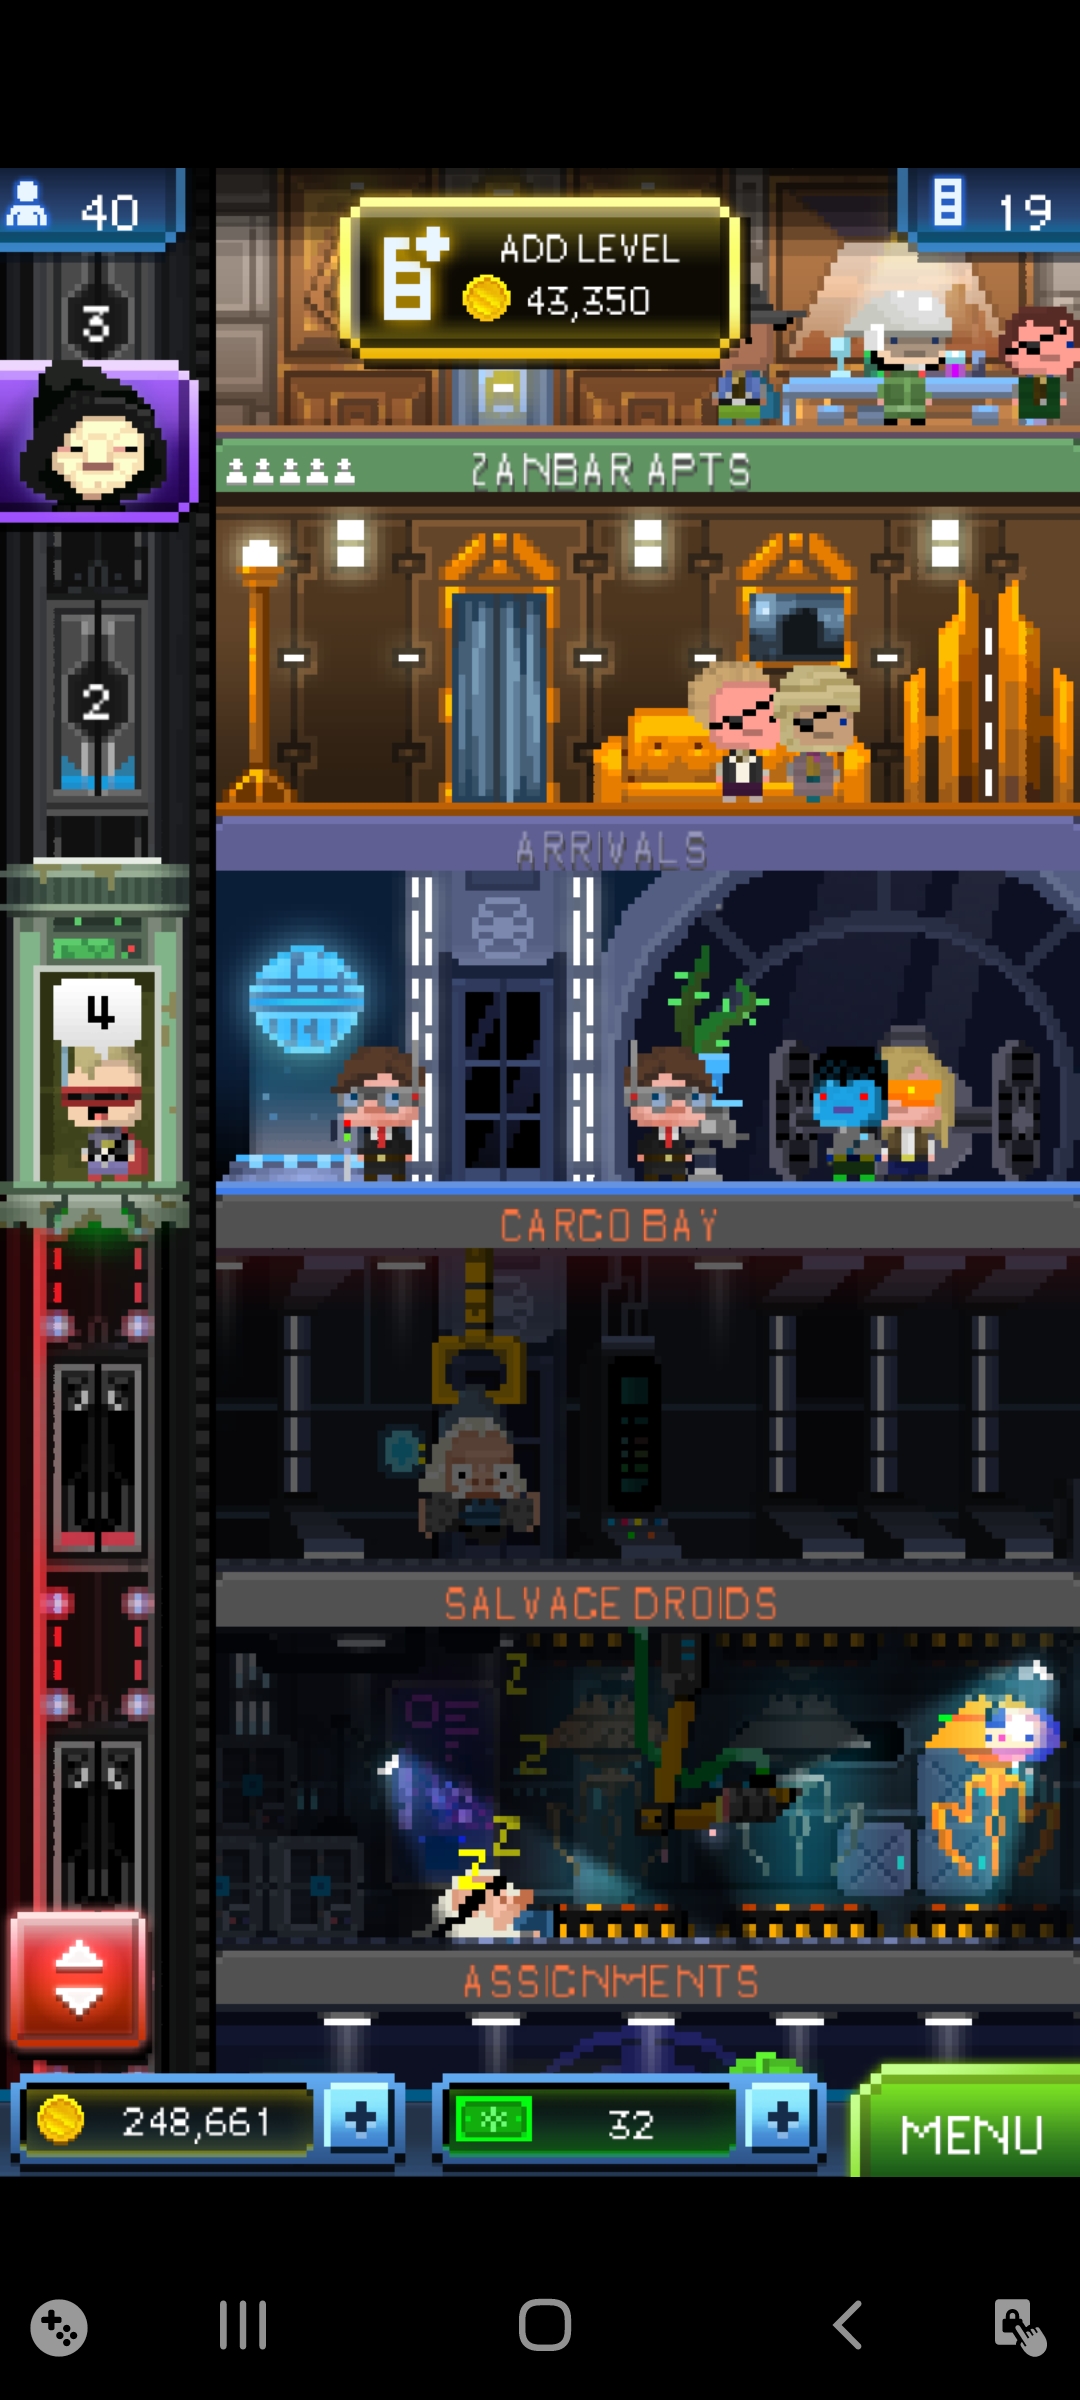 40
ADD LEVEL
43,350
19
3
ZANBAR APTS
2
ARRIVALS
4
CARGO BAY
SALVAGE DROIDS
Z
Z
Z
Z
ASSIGNMENTS
248,661
+
32
+
MENU